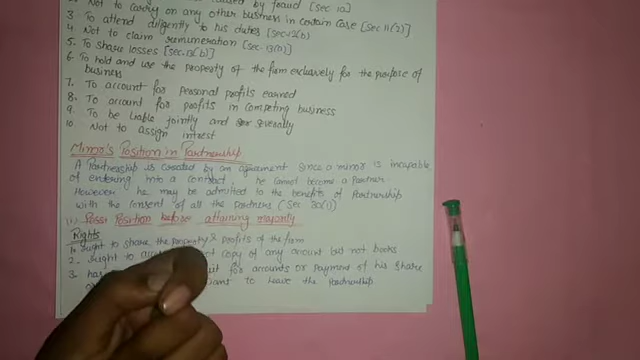 caused by fraud [sec 10]
2. Not to carry on any other business in certain case [sec 11(2)]
3 To attend diligently to his duties [sec 12(b)
4. Not to claim remuneration [sec. 13(a)]
5. To share losses [sec. 13(b)]
6. To hold and use the property of the firm exclusively for the purpose of
business
7. To account for personal profits earned
8. To account for profits in competing business
9. To be liable jointly and severally
10. Not to assign intrest
Minor's Position in Partnership
A Partneship is created by an agreement since a minor is incapable
of endering into a contract, he cannot become a partner
However he may be admitted to the benefits of partnership
with the consent of all the partners (Sec 30(1)
(i) Position before attaining majority
Rights
1. right to share the property & profits of the firm
2. right to copy of any account but not books
3 has for accounts or payment of his share
to leave the partnership